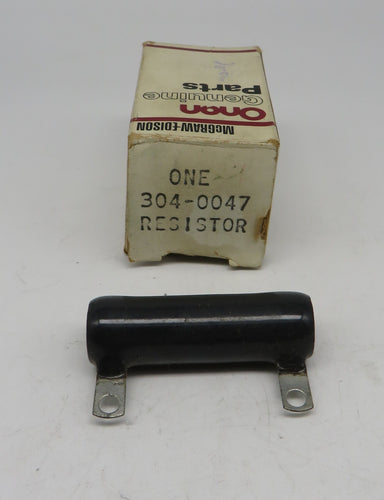 Onan
Genuine
Parts
McGRAW-EDISON
ONE
304-0047
RESISTOR